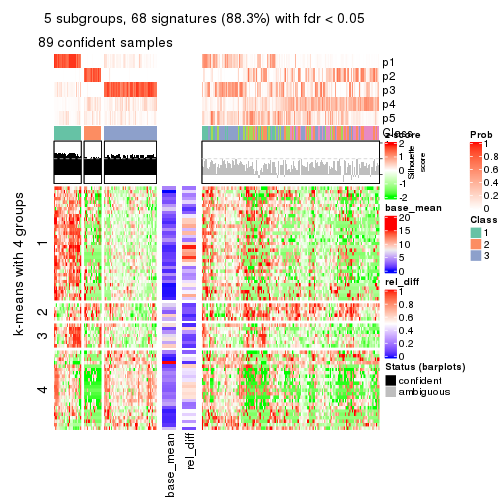 5 subgroups, 68 signatures (88.3%) with fdr < 0.05
89 confident samples
p1
p2
p3
p4
p5
Class
z-score
2
1
0
-1
-2
Silhouette
score
Prob
1
0.8
0.6
0.4
0.2
0
base_mean
20
15
10
5
0
Class
1
2
3
rel_diff
1
0.8
0.6
0.4
0.2
0
Status (barplots)
confident
ambiguous
k-means with 4 groups
1
2
3
4
base_mean
rel_diff